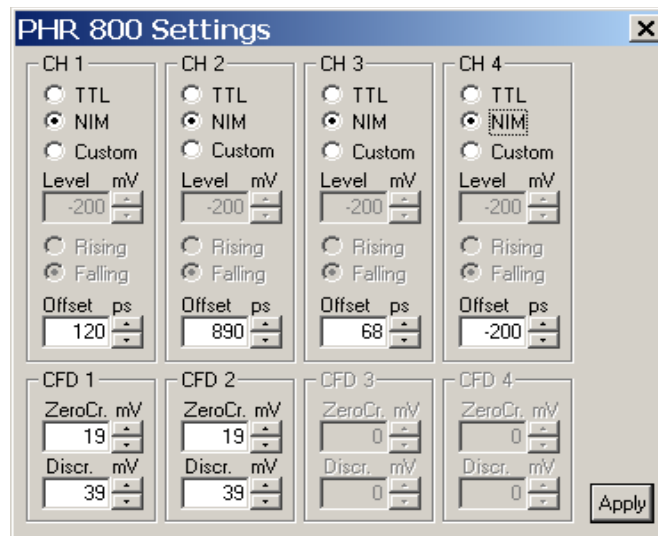 PHR 800 Settings
CH 1 CH 2 CH 3 CH 4
TTL TTL TTL TTL
NIM NIM NIM NIM
Custom Custom Custom Custom
Level mV Level mV Level mV Level mV
-200 -200 -200 -200
Rising Rising Rising Rising
Falling Falling Falling Falling
Offset ps Offset ps Offset ps Offset ps
120 890 68 -200
CFD 1 CFD 2 CFD 3 CFD 4
ZeroCr. mV ZeroCr. mV ZeroCr. mV ZeroCr. mV
19 19 0 0
Discr. mV Discr. mV Discr. mV Discr. mV
39 39 0 0
Apply